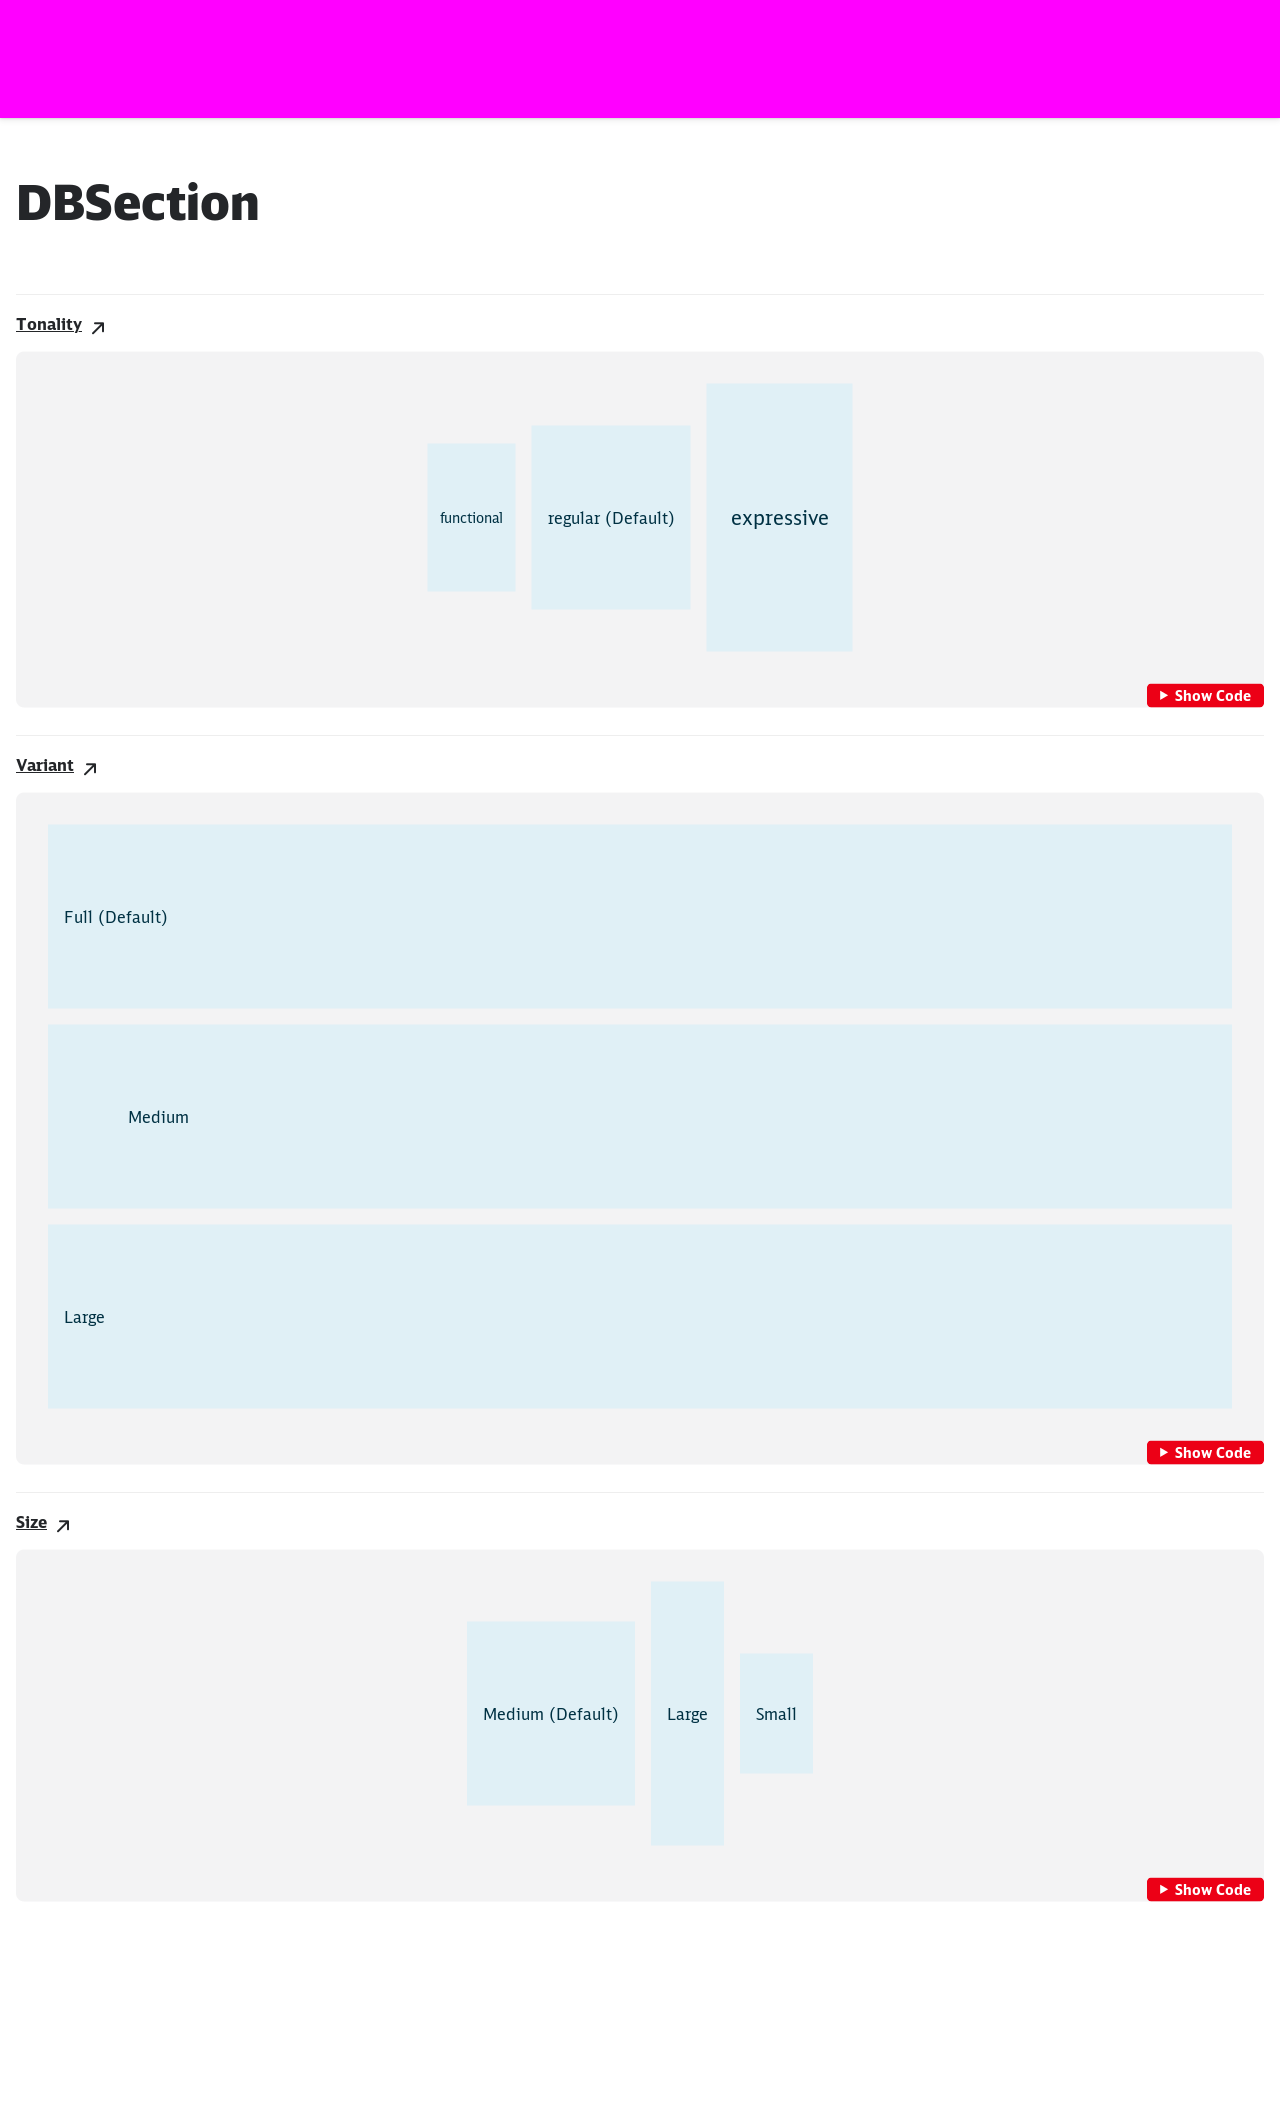 DBSection
Tonality
functional
regular (Default)
expressive
Show Code
Variant
Full (Default)
Medium
Large
Show Code
Size
Medium (Default)
Large
Small
Show Code